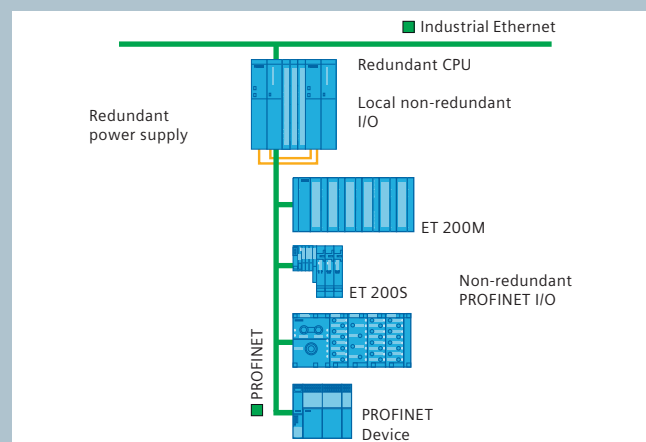 Industrial Ethernet
Redundant CPU
Redundant
power supply
Local non-redundant
I/O
ET 200M
ET 200S
Non-redundant
PROFINET I/O
PROFINET
PROFINET
Device